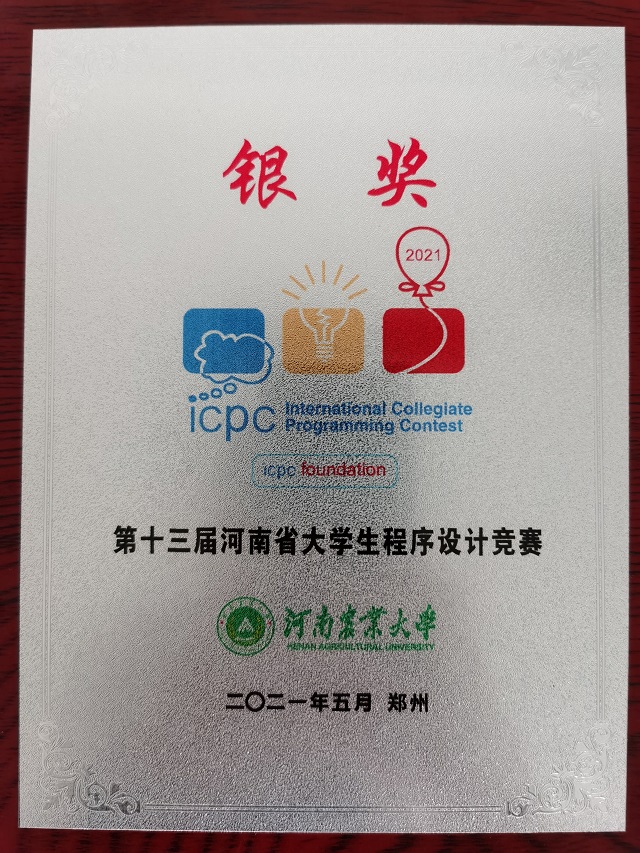 银 奖
2021
icpc International Collegiate
Programming Contest
icpc foundation
第十三届河南省大学生程序设计竞赛
河南农业大学
HENAN AGRICULTURAL UNIVERSITY
二〇二一年五月 郑州